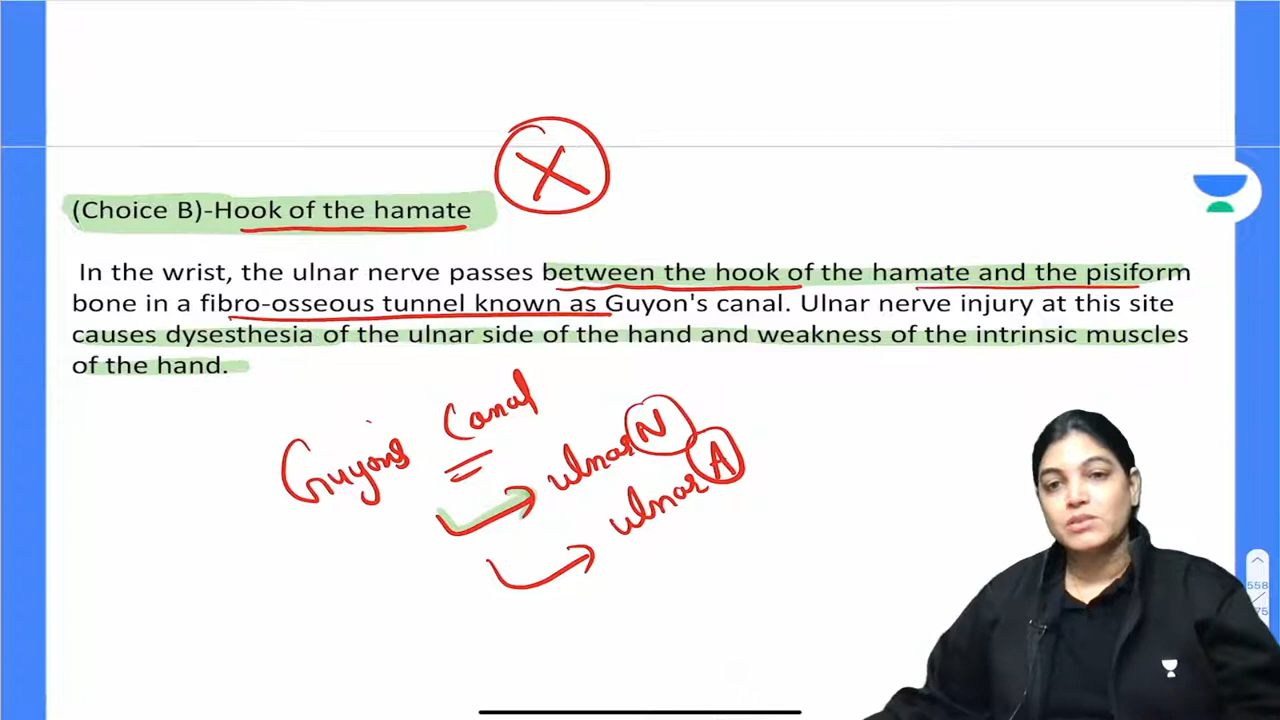 (Choice B)-Hook of the hamate
In the wrist, the ulnar nerve passes between the hook of the hamate and the pisiform
bone in a fibro-osseous tunnel known as Guyon's canal. Ulnar nerve injury at this site
causes dysesthesia of the ulnar side of the hand and weakness of the intrinsic muscles
of the hand.
Guyon's Canal
ulnar N
ulnar A
558